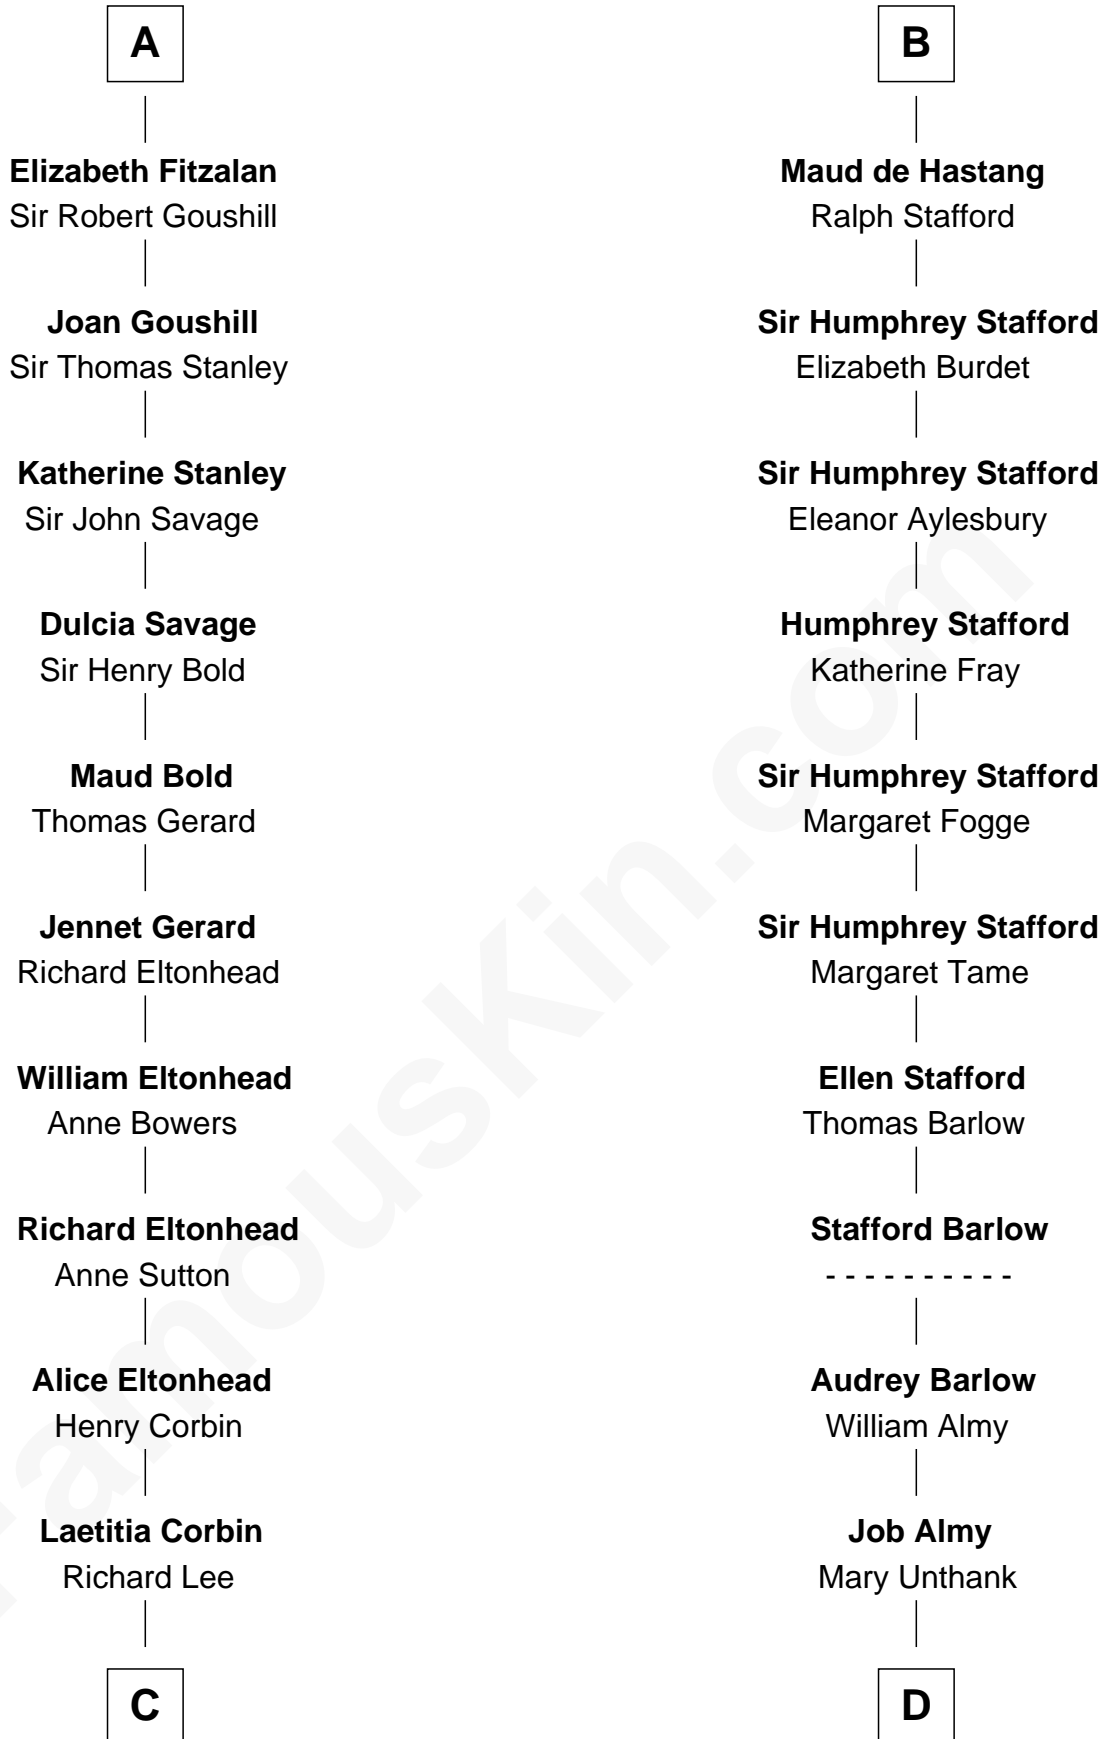 A
Elizabeth Fitzalan
Sir Robert Goushill
Joan Goushill
Sir Thomas Stanley
Katherine Stanley
Sir John Savage
Dulcia Savage
Sir Henry Bold
Maud Bold
Thomas Gerard
Jennet Gerard
Richard Eltonhead
William Eltonhead
Anne Bowers
Richard Eltonhead
Anne Sutton
Alice Eltonhead
Henry Corbin
Laetitia Corbin
Richard Lee
C
B
Maud de Hastang
Ralph Stafford
Sir Humphrey Stafford
Elizabeth Burdet
Sir Humphrey Stafford
Eleanor Aylesbury
Humphrey Stafford
Katherine Fray
Sir Humphrey Stafford
Margaret Fogge
Sir Humphrey Stafford
Margaret Tame
Ellen Stafford
Thomas Barlow
Stafford Barlow
- - - - - - - - - -
Audrey Barlow
William Almy
Job Almy
Mary Unthank
D
FamousKin.com